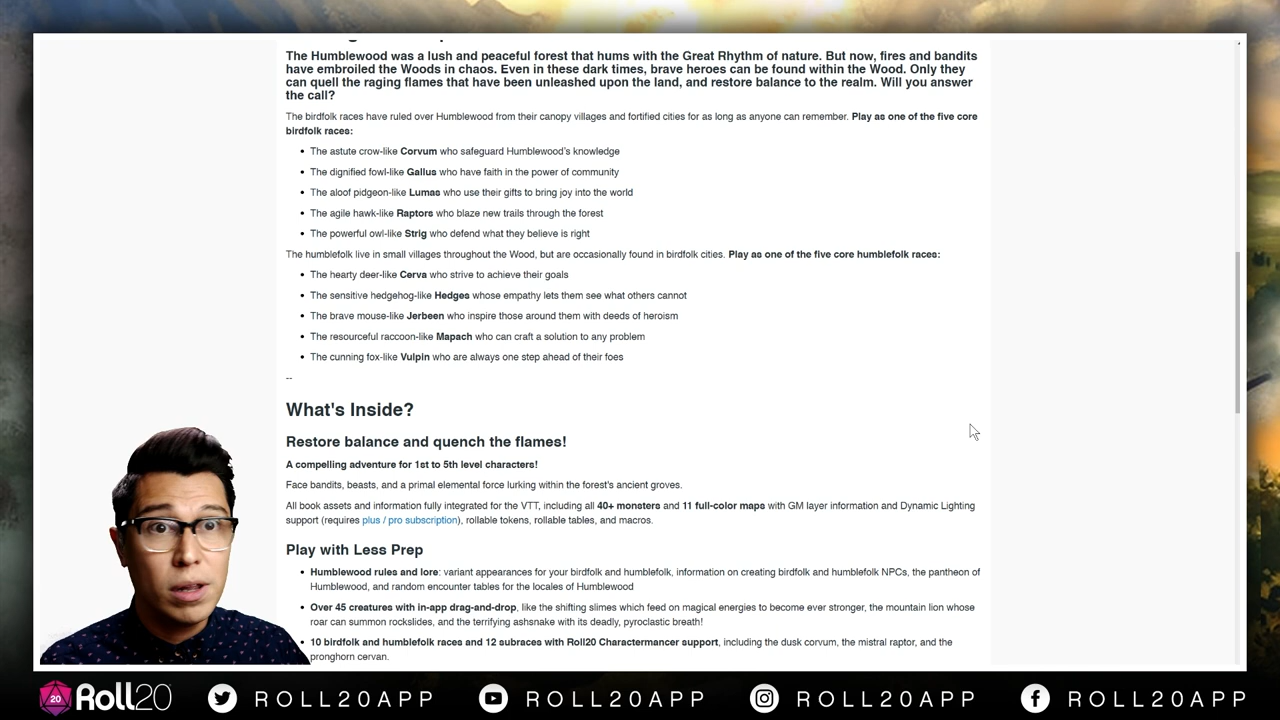 The Humblewood was a lush and peaceful forest that hums with the Great Rhythm of nature. But now, fires and bandits
have embroiled the Woods in chaos. Even in these dark times, brave heroes can be found within the Wood. Only they
can quell the raging flames that have been unleashed upon the land, and restore balance to the realm. Will you answer
the call?
The birdfolk races have ruled over Humblewood from their canopy villages and fortified cities for as long as anyone can remember. Play as one of the five core
birdfolk races:
• The astute crow-like Corvum who safeguard Humblewood's knowledge
• The dignified fowl-like Gallus who have faith in the power of community
• The aloof pidgeon-like Lumas who use their gifts to bring joy into the world
• The agile hawk-like Raptors who blaze new trails through the forest
• The powerful owl-like Strig who defend what they believe is right
The humblefolk live in small villages throughout the Wood, but are occasionally found in birdfolk cities. Play as one of the five core humblefolk races:
• The hearty deer-like Cerva who strive to achieve their goals
• The sensitive hedgehog-like Hedges whose empathy lets them see what others cannot
• The brave mouse-like Jerbeen who inspire those around them with deeds of heroism
• The resourceful raccoon-like Mapach who can craft a solution to any problem
• The cunning fox-like Vulpin who are always one step ahead of their foes
--
What's Inside?
Restore balance and quench the flames!
A compelling adventure for 1st to 5th level characters!
Face bandits, beasts, and a primal elemental force lurking within the forest's ancient groves.
All book assets and information fully integrated for the VTT, including all 40+ monsters and 11 full-color maps with GM layer information and Dynamic Lighting
support (requires plus / pro subscription), rollable tokens, rollable tables, and macros.
Play with Less Prep
• Humblewood rules and lore: variant appearances for your birdfolk and humblefolk, information on creating birdfolk and humblefolk NPCs, the pantheon of
Humblewood, and random encounter tables for the locales of Humblewood
• Over 45 creatures with in-app drag-and-drop, like the shifting slimes which feed on magical energies to become ever stronger, the mountain lion whose
roar can summon rockslides, and the terrifying ashsnake with its deadly, pyroclastic breath!
• 10 birdfolk and humblefolk races and 12 subraces with Roll20 Charactermancer support, including the dusk corvum, the mistral raptor, and the
pronghorn cervan.
20 Roll20 ROLL20APP ROLL20APP ROLL20APP ROLL20APP